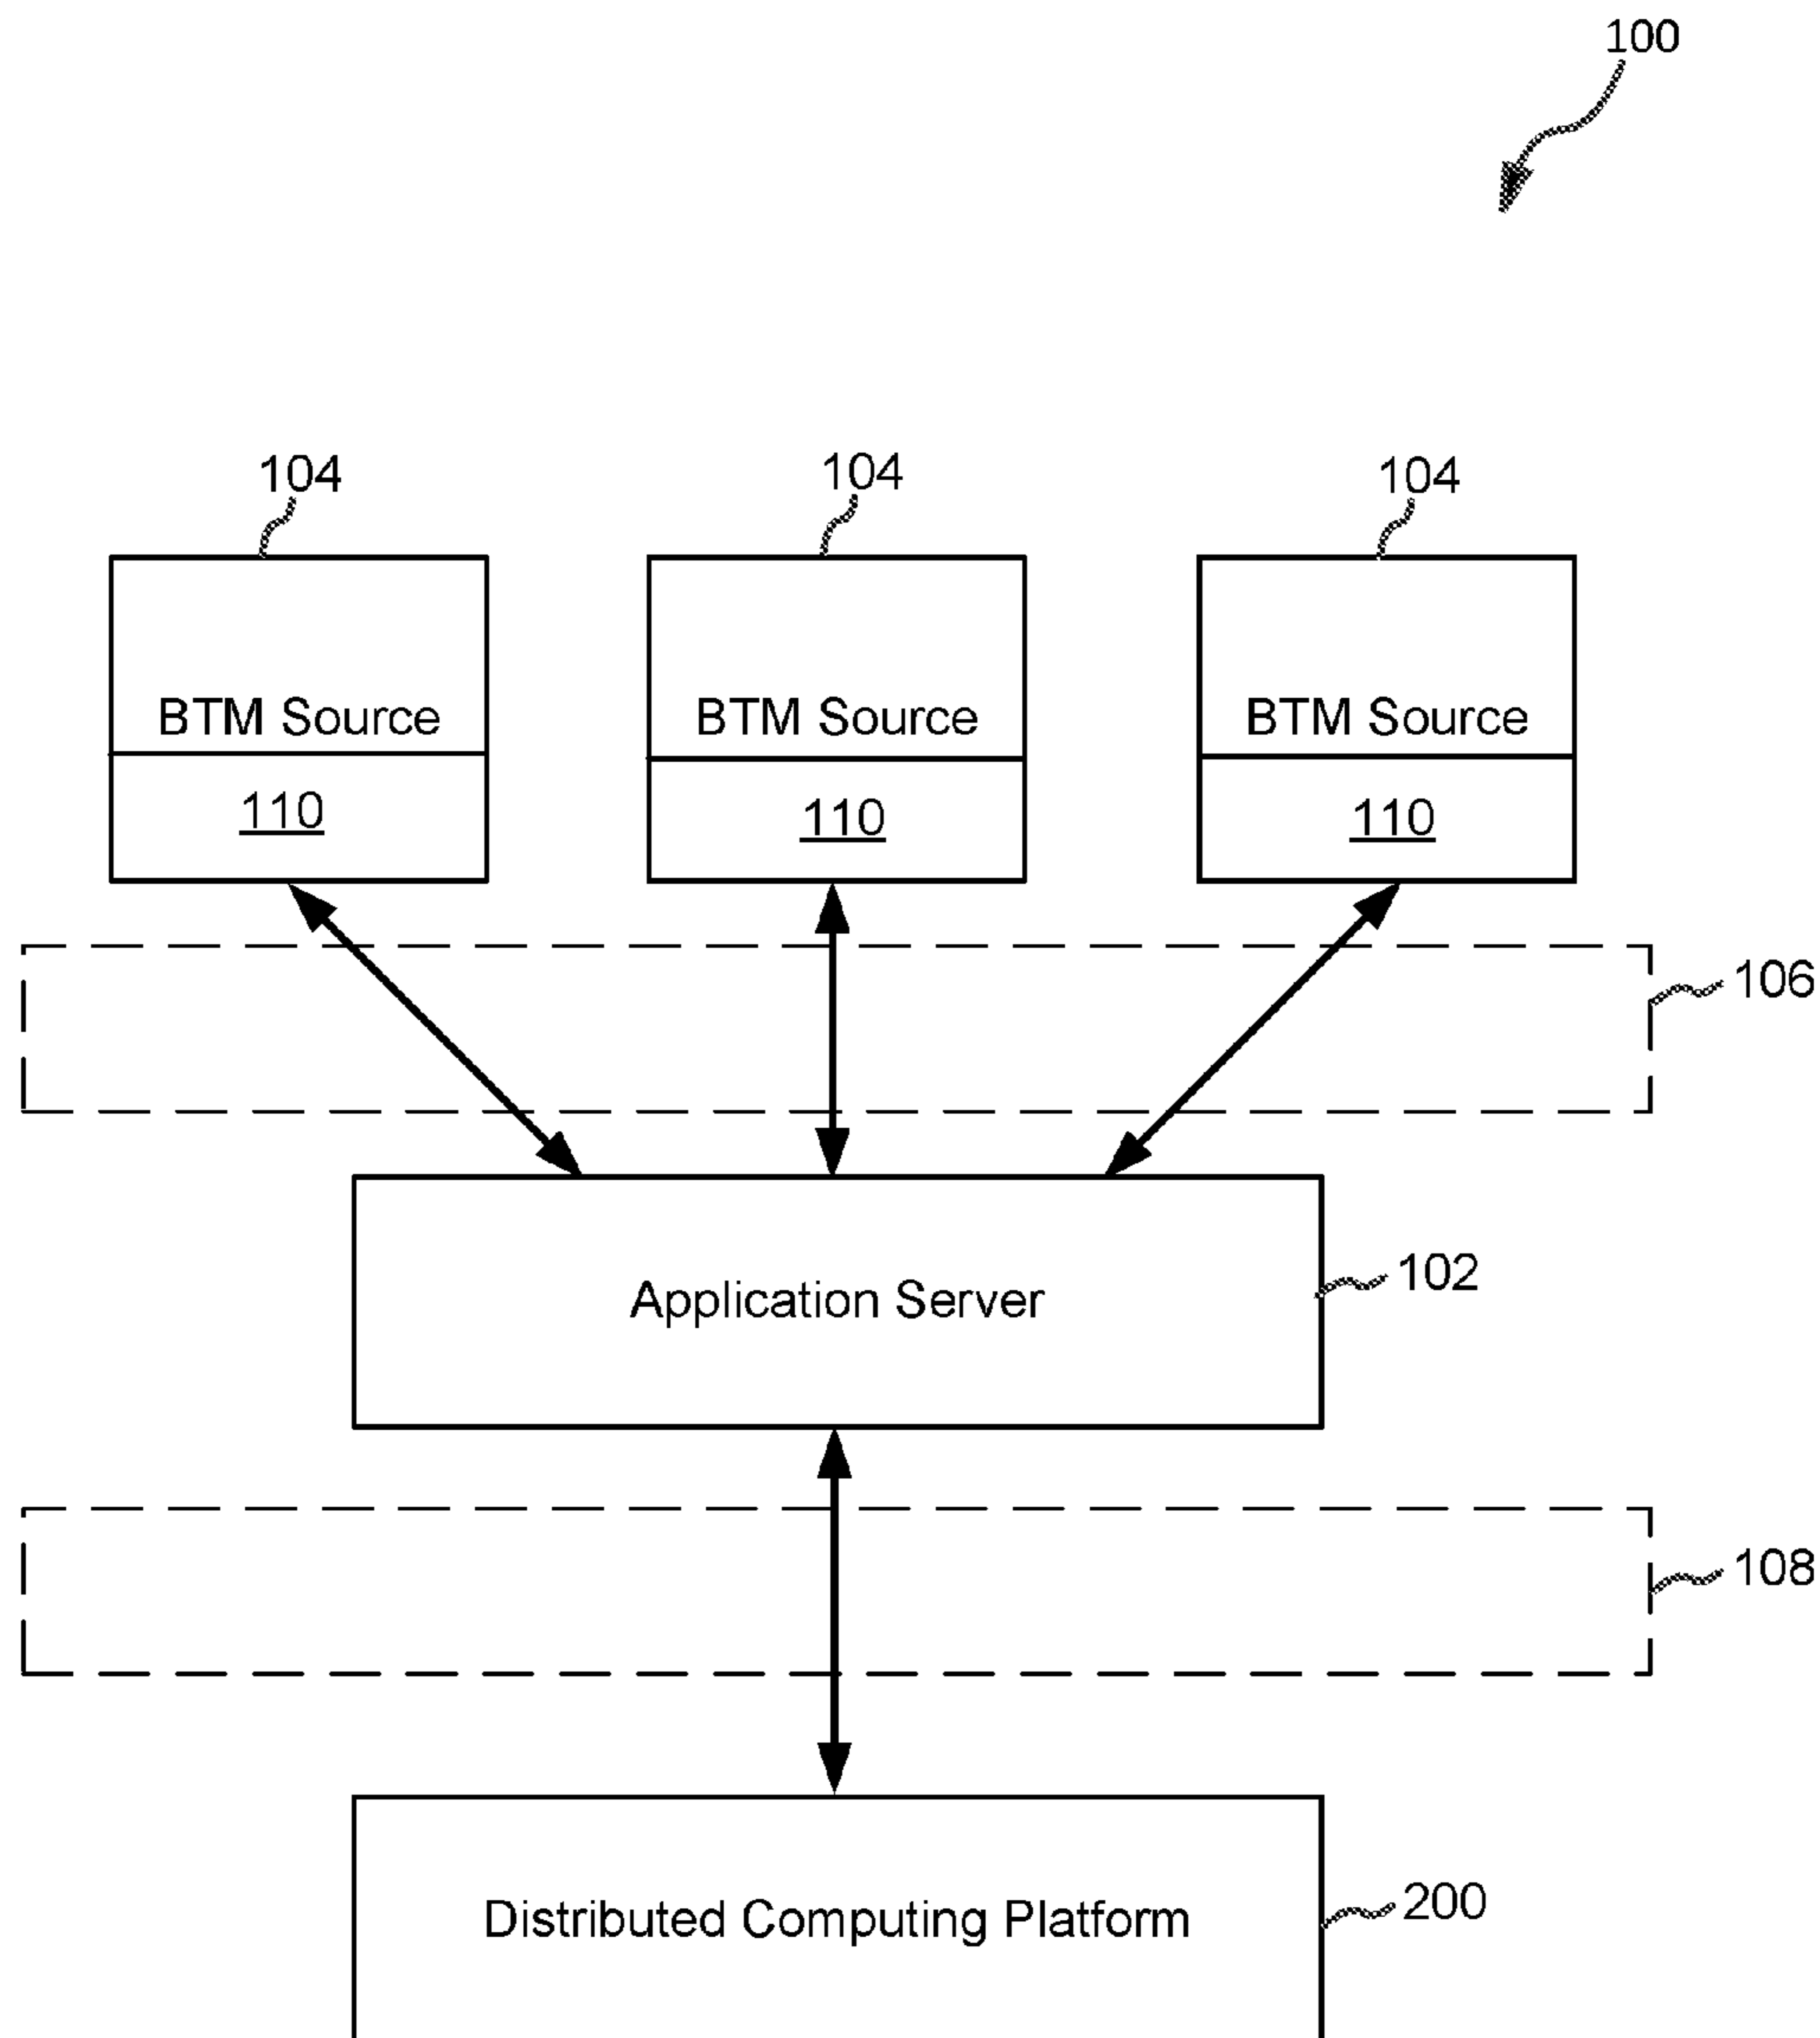 100
104
104
104
BTM Source
BTM Source
BTM Source
110
110
110
106
Application Server
102
108
Distributed Computing Platform
200